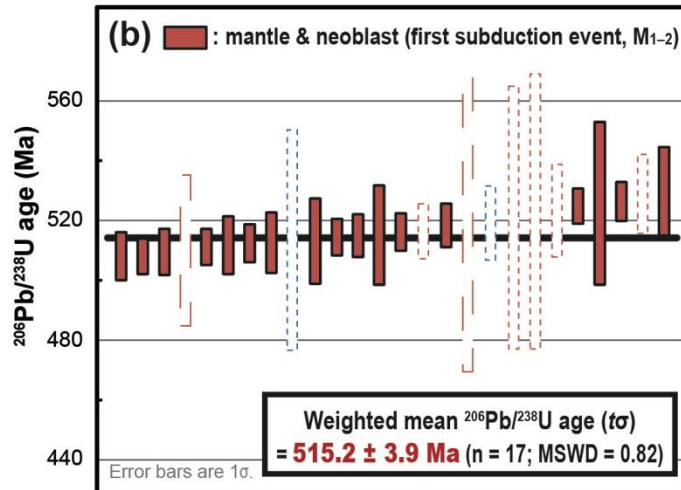 (b) : mantle & neoblast (first subduction event, M₁₋₂)
²⁰⁶Pb/²³⁸U age (Ma)
560
520
480
440
Weighted mean ²⁰⁶Pb/²³⁸U age (tσ)
= 515.2 ± 3.9 Ma (n = 17; MSWD = 0.82)
Error bars are 1σ.